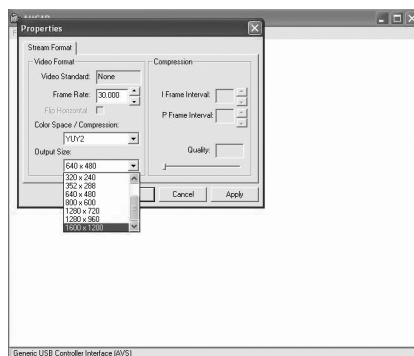 AMCAP
Properties
Stream Format
Video Format
Compression
Video Standard: None
Frame Rate: 30.000
Flip Horizontal:
I Frame Interval:
P Frame Interval:
Color Space / Compression:
YUY2
Output Size:
Quality:
640 x 480
320 x 240
352 x 288
640 x 480
800 x 600
1280 x 720
1280 x 960
1600 x 1200
Cancel
Apply
Generic USB Controller Interface (AVS)